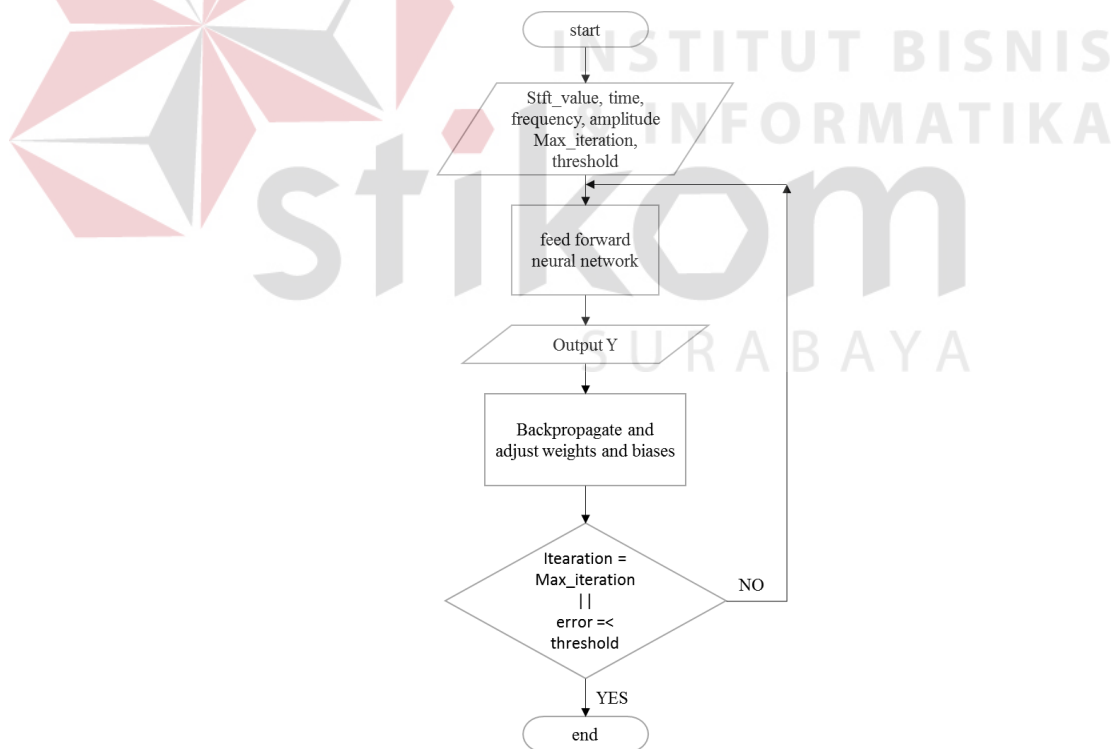 start
INSTITUT BISNIS
& INFORMATIKA
stikom
SURABAYA
Stft_value, time,
frequency, amplitude
Max_iteration,
threshold
feed forward
neural network
Output Y
Backpropagate and
adjust weights and biases
Itearation =
Max_iteration
||
error =<
threshold
NO
YES
end